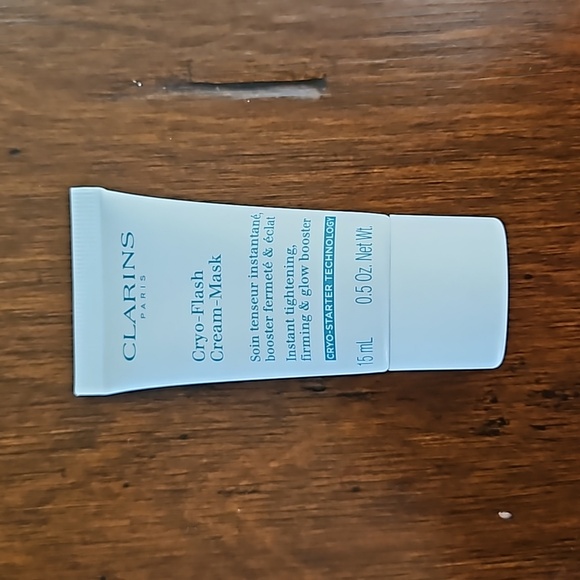 CLARINS
PARIS
Cryo-Flash
Cream-Mask
Soin tenseur instantané,
booster fermeté & éclat
Instant tightening,
firming & glow booster
CRYO-STARTER TECHNOLOGY
15 mL 0.5 Oz. Net Wt.